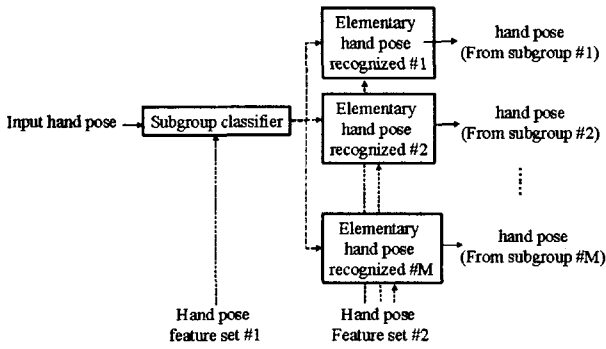 Elementary
hand pose
recognized #1
hand pose
(From subgroup #1)
Input hand pose
Subgroup classifier
Elementary
hand pose
recognized #2
hand pose
(From subgroup #2)
Elementary
hand pose
recognized #M
hand pose
(From subgroup #M)
Hand pose
feature set #1
Hand pose
Feature set #2